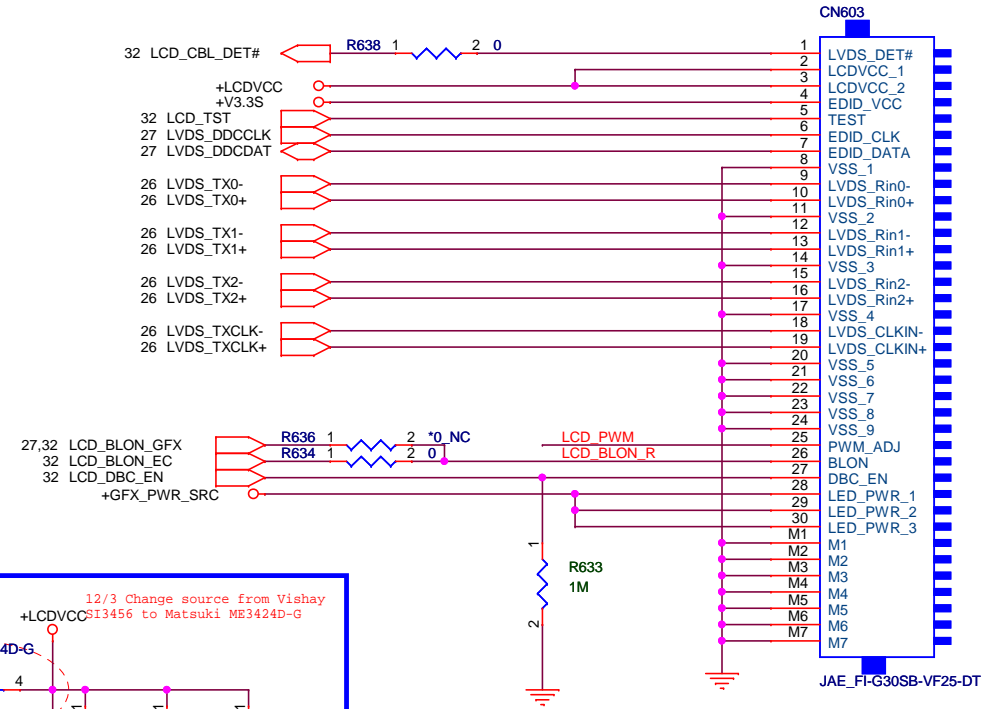 CN603
32 LCD_CBL_DET# R638 1 2 0 1 LVDS_DET#
2 LCDVCC_1
+LCDVCC 3 LCDVCC_2
+V3.3S 4 EDID_VCC
32 LCD_TST 5 TEST
27 LVDS_DDCCLK 6 EDID_CLK
27 LVDS_DDCDAT 7 EDID_DATA
8 VSS_1
26 LVDS_TX0- 9 LVDS_Rin0-
26 LVDS_TX0+ 10 LVDS_Rin0+
11 VSS_2
26 LVDS_TX1- 12 LVDS_Rin1-
26 LVDS_TX1+ 13 LVDS_Rin1+
14 VSS_3
26 LVDS_TX2- 15 LVDS_Rin2-
26 LVDS_TX2+ 16 LVDS_Rin2+
17 VSS_4
26 LVDS_TXCLK- 18 LVDS_CLKIN-
26 LVDS_TXCLK+ 19 LVDS_CLKIN+
20 VSS_5
21 VSS_6
22 VSS_7
23 VSS_8
24 VSS_9
27,32 LCD_BLON_GFX R636 1 2 *0_NC LCD_PWM 25 PWM_ADJ
32 LCD_BLON_EC R634 1 2 0 LCD_BLON_R 26 BLON
32 LCD_DBC_EN 27 DBC_EN
+GFX_PWR_SRC 28 LED_PWR_1
29 LED_PWR_2
30 LED_PWR_3
M1 M1
M2 M2
M3 M3
M4 M4
M5 M5
M6 M6
M7 M7
1
R633
1M
2
JAE_FI-G30SB-VF25-DT
12/3 Change source from Vishay
SI3456 to Matsuki ME3424D-G
+LCDVCC
4D-G
4
1 1 1